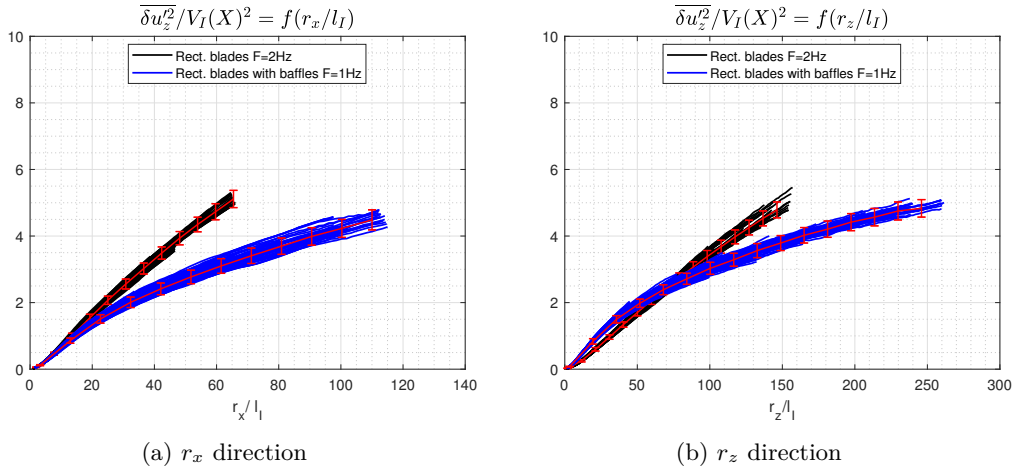 $\overline{\delta u_z'^2}/V_I(X)^2 = f(r_x/l_I)$
10
8
6
4
2
0
Rect. blades F=2Hz
Rect. blades with baffles F=1Hz
0 20 40 60 80 100 120 140
r_x/ l_I
(a) r_x direction
$\overline{\delta u_z'^2}/V_I(X)^2 = f(r_z/l_I)$
10
8
6
4
2
0
Rect. blades F=2Hz
Rect. blades with baffles F=1Hz
0 50 100 150 200 250 300
r_z/l_I
(b) r_z direction